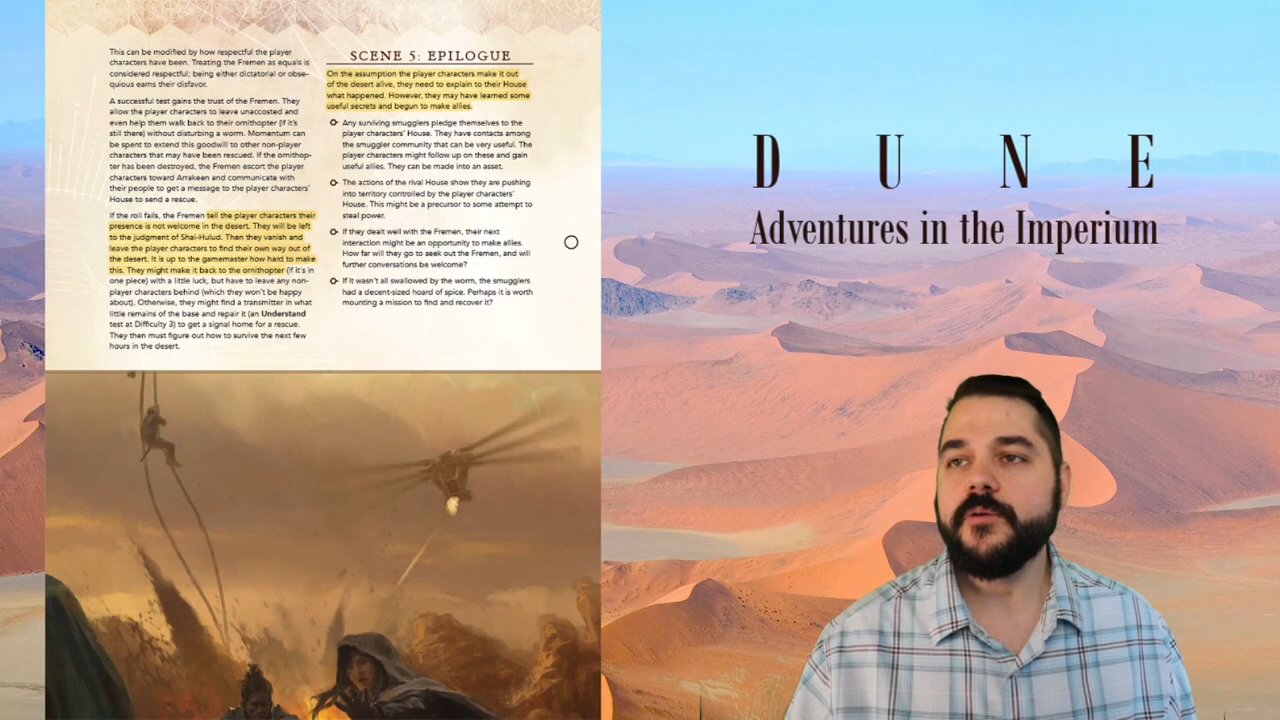 This can be modified by how respectful the player
characters have been. Treating the Fremen as equals is
considered respectful; being either dictatorial or obse-
quious earns their disfavor.
A successful test gains the trust of the Fremen. They
allow the player characters to leave unaccosted and
even help them walk back to their ornithopter (if it's
still there) without disturbing a worm. Momentum can
be spent to extend this goodwill to other non-player
characters that may have been rescued. If the ornithop-
ter has been destroyed, the Fremen escort the player
characters toward Arrakeen and communicate with
their people to get a message to the player characters'
House to send a rescue.
If the roll fails, the Fremen tell the player characters their
presence is not welcome in the desert. They will be left
to the judgment of Shai-Hulud. Then they vanish and
leave the player characters to find their own way out of
the desert. It is up to the gamemaster how hard to make
this. They might make it back to the ornithopter (if it's in
one piece) with a little luck, but have to leave any non-
player characters behind (which they won't be happy
about). Otherwise, they might find a transmitter in what
little remains of the base and repair it (an Understand
test at Difficulty 3) to get a signal home for a rescue.
They then must figure out how to survive the next few
hours in the desert.
SCENE 5: EPILOGUE
On the assumption the player characters make it out
of the desert alive, they need to explain to their House
what happened. However, they may have learned some
useful secrets and begun to make allies.
Any surviving smugglers pledge themselves to the
player characters' House. They have contacts among
the smuggler community that can be very useful. The
player characters might follow up on these and gain
useful allies. They can be made into an asset.
The actions of the rival House show they are pushing
into territory controlled by the player characters'
House. This might be a precursor to some attempt to
steal power.
If they dealt well with the Fremen, their next
interaction might be an opportunity to make allies.
How far will they go to seek out the Fremen, and will
further conversations be welcome?
If it wasn't all swallowed by the worm, the smugglers
had a decent-sized hoard of spice. Perhaps it is worth
mounting a mission to find and recover it?
DUNE
Adventures in the Imperium